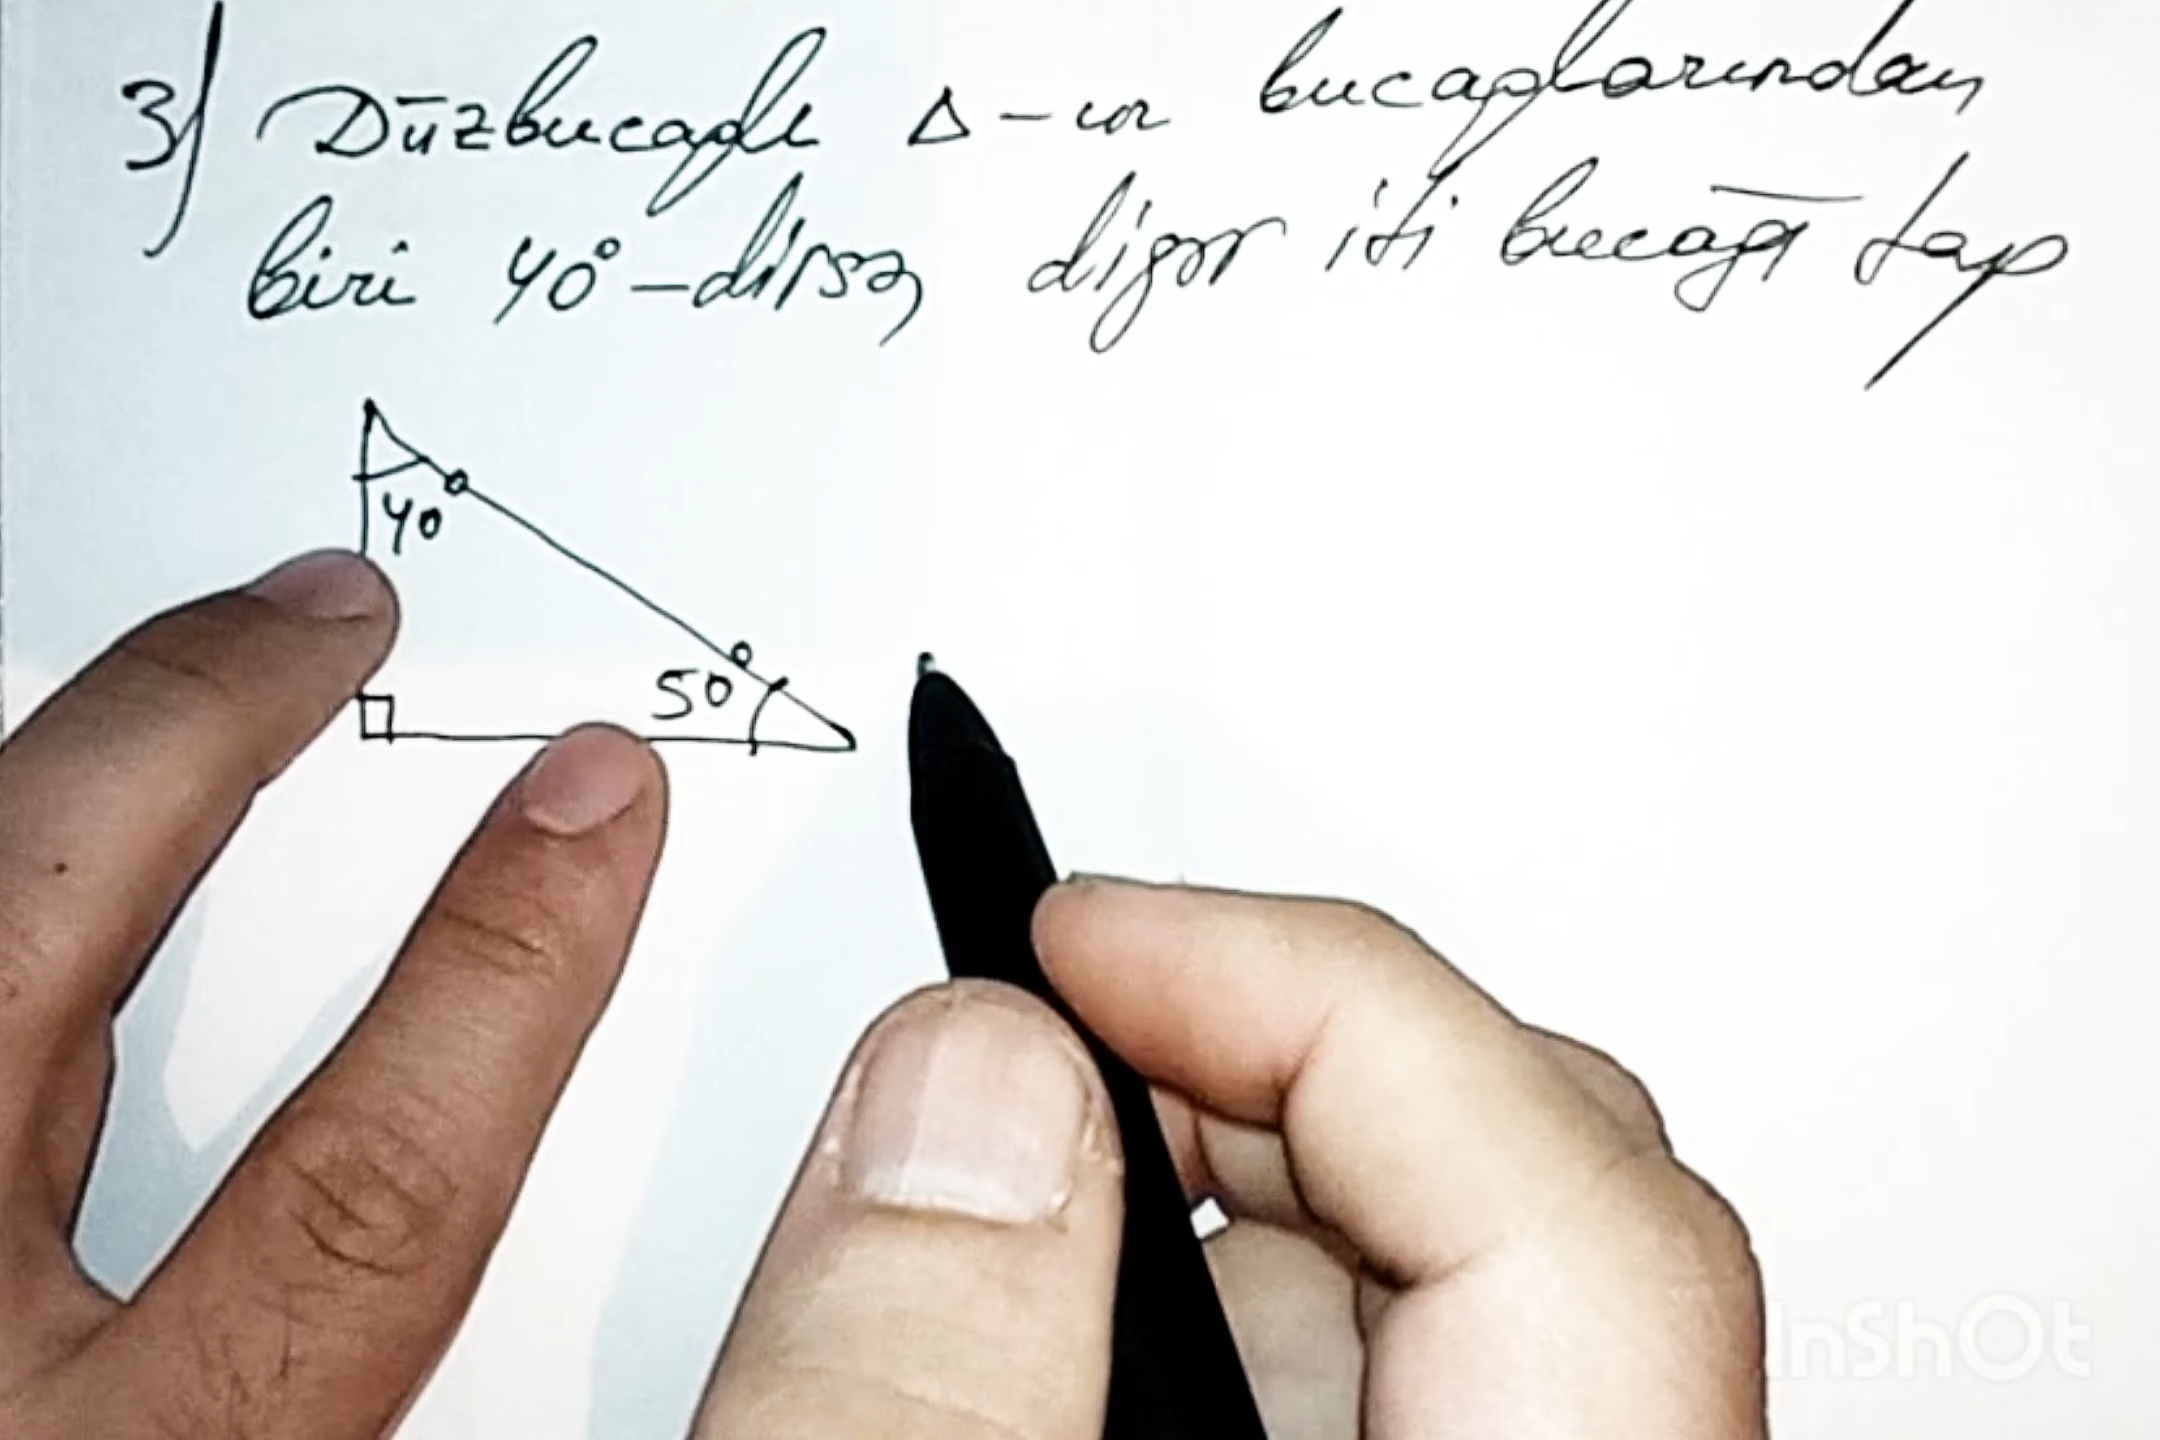 3) Düzbucaqlı Δ-ın bucaqlarından
biri 40°-dirsə, digər iti bucağı tap
40°
50°
InShOt